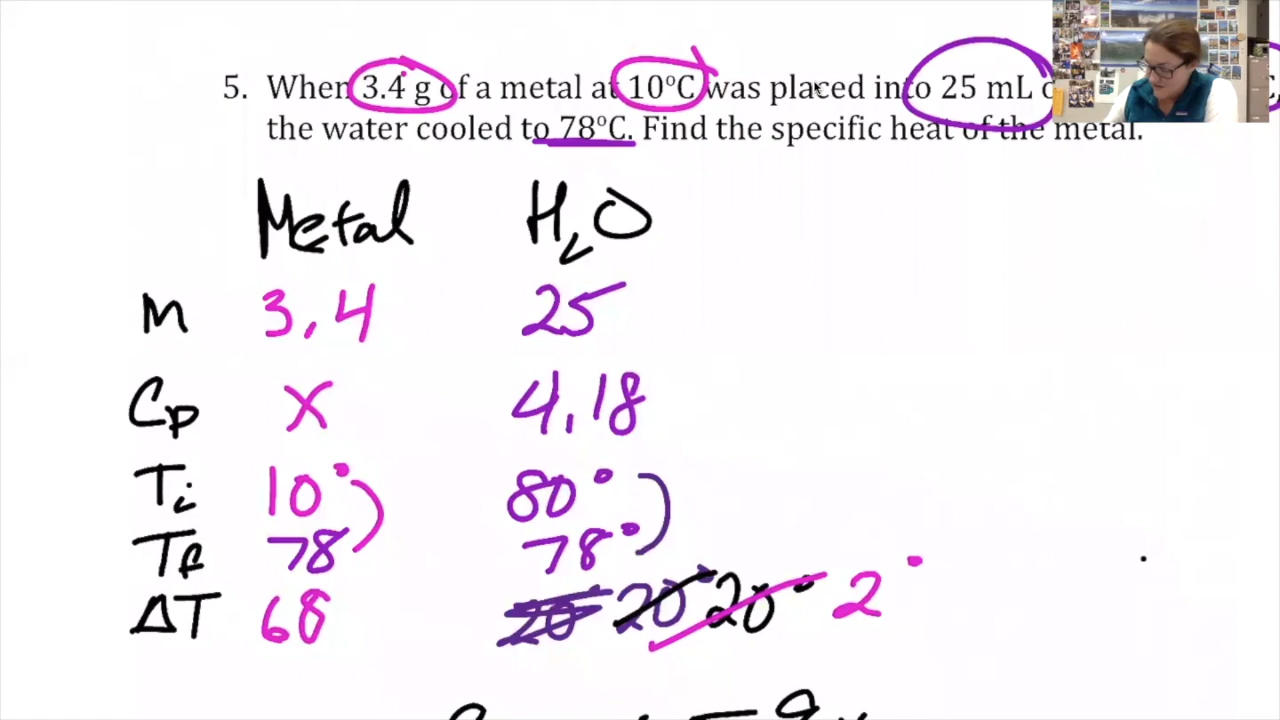 5. When 3.4 g of a metal at 10°C was placed into 25 mL
the water cooled to 78°C. Find the specific heat of the metal.
Metal H₂O
M 3,4 25
Cp X 4,18
Ti 10° 80°
Tf 78 78°
ΔT 68 20 20° 20° 2°